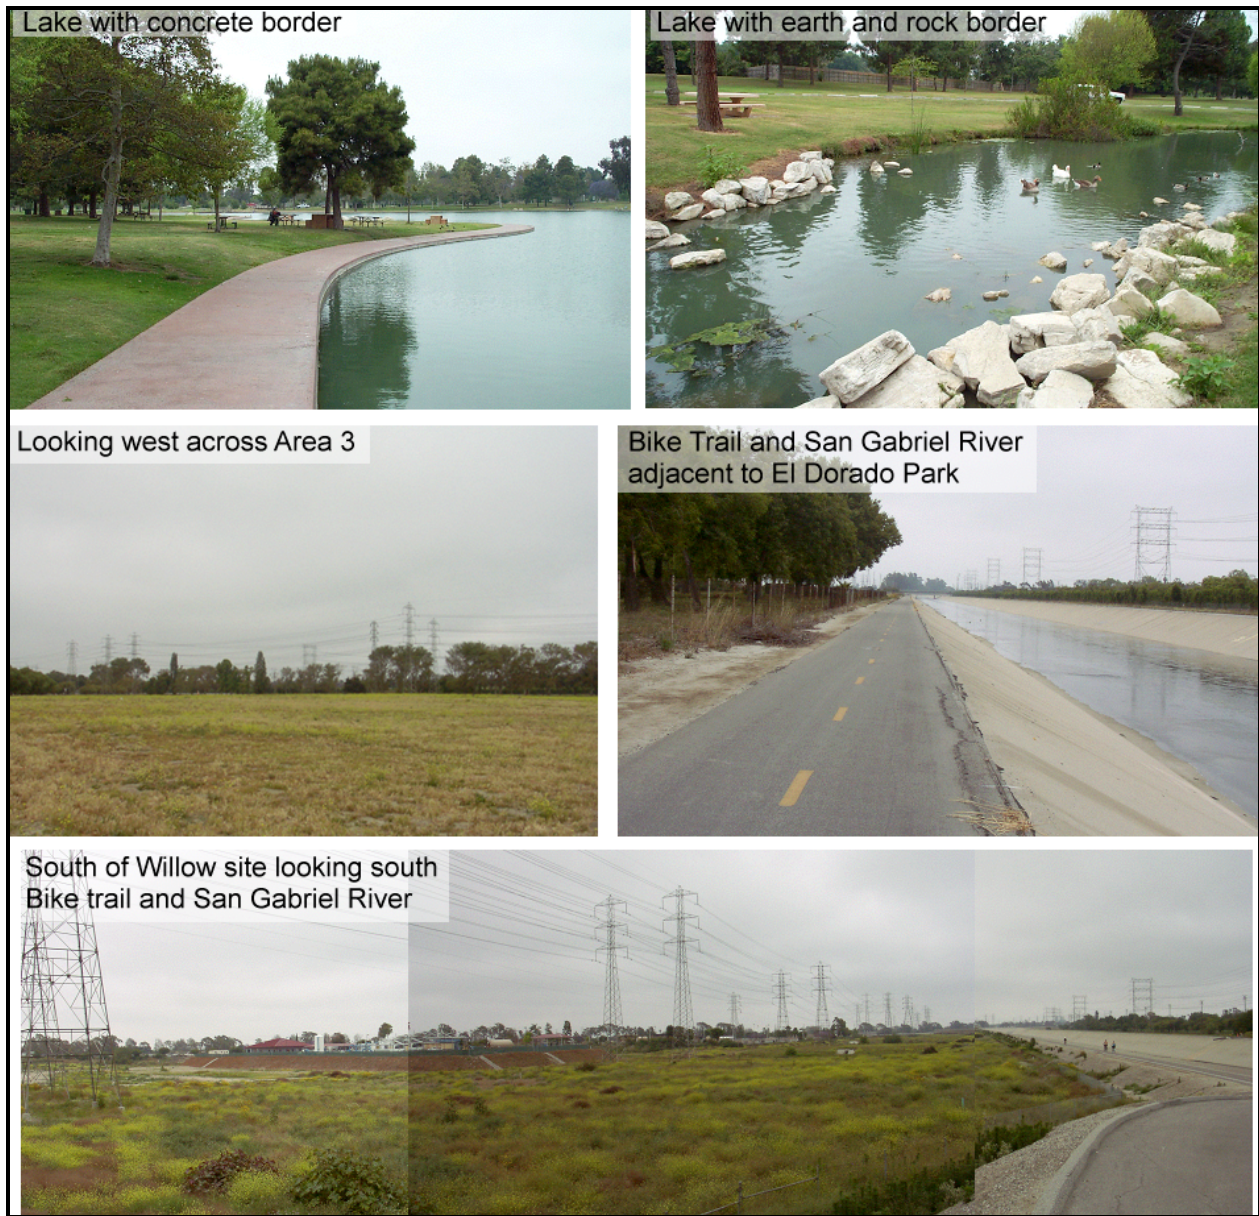 Lake with concrete border
Lake with earth and rock border
Looking west across Area 3
Bike Trail and San Gabriel River
adjacent to El Dorado Park
South of Willow site looking south
Bike trail and San Gabriel River